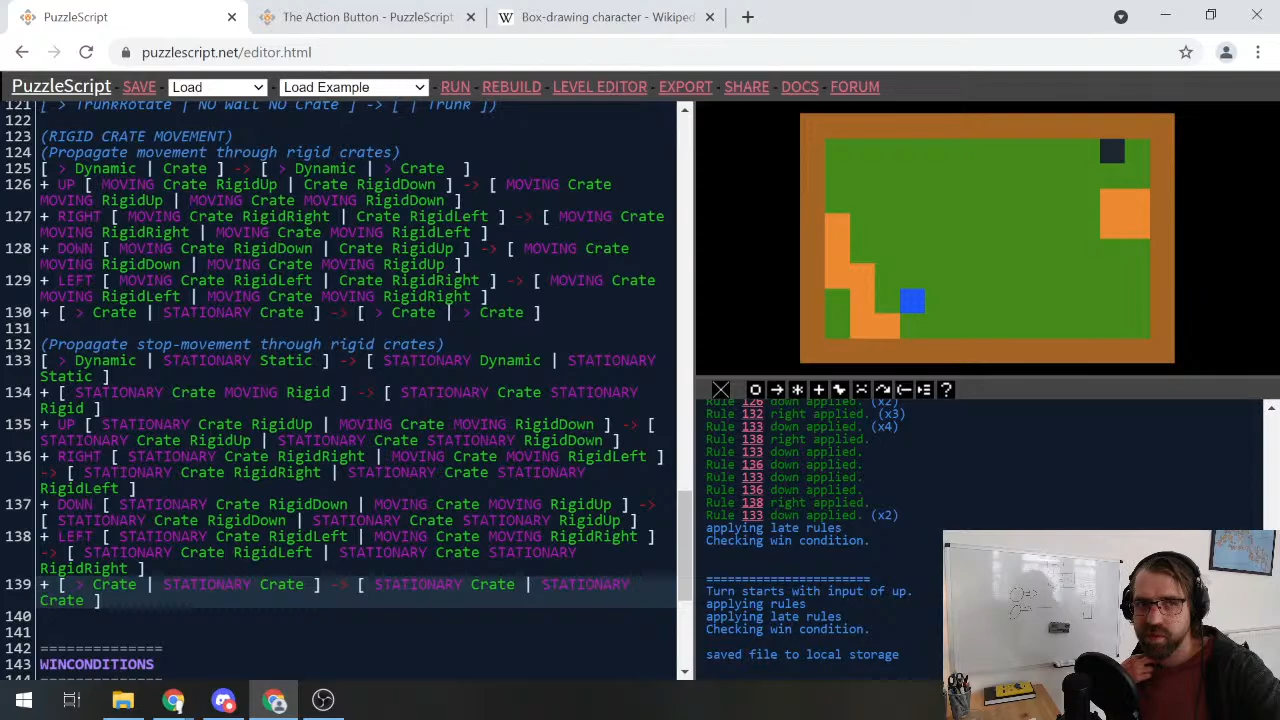 PuzzleScript
The Action Button - PuzzleScript
Box-drawing character - Wikiped
puzzlescript.net/editor.html
PuzzleScript SAVE Load Load Example RUN REBUILD LEVEL EDITOR EXPORT SHARE DOCS FORUM
121 [ > TrunkRotate | NO Wall NO Crate ] -> [ | Trunk ])
122
123 (RIGID CRATE MOVEMENT)
124 (Propagate movement through rigid crates)
125 [ > Dynamic | Crate ] -> [ > Dynamic | > Crate ]
126 + UP [ MOVING Crate RigidUp | Crate RigidDown ] -> [ MOVING Crate
MOVING RigidUp | MOVING Crate MOVING RigidDown ]
127 + RIGHT [ MOVING Crate RigidRight | Crate RigidLeft ] -> [ MOVING Crate
MOVING RigidRight | MOVING Crate MOVING RigidLeft ]
128 + DOWN [ MOVING Crate RigidDown | Crate RigidUp ] -> [ MOVING Crate
MOVING RigidDown | MOVING Crate MOVING RigidUp ]
129 + LEFT [ MOVING Crate RigidLeft | Crate RigidRight ] -> [ MOVING Crate
MOVING RigidLeft | MOVING Crate MOVING RigidRight ]
130 + [ > Crate | STATIONARY Crate ] -> [ > Crate | > Crate ]
131
132 (Propagate stop-movement through rigid crates)
133 [ > Dynamic | STATIONARY Static ] -> [ STATIONARY Dynamic | STATIONARY
Static ]
134 + [ STATIONARY Crate MOVING Rigid ] -> [ STATIONARY Crate STATIONARY
Rigid ]
135 + UP [ STATIONARY Crate RigidUp | MOVING Crate MOVING RigidDown ] -> [
STATIONARY Crate RigidUp | STATIONARY Crate STATIONARY RigidDown ]
136 + RIGHT [ STATIONARY Crate RigidRight | MOVING Crate MOVING RigidLeft ]
-> [ STATIONARY Crate RigidRight | STATIONARY Crate STATIONARY
RigidLeft ]
137 + DOWN [ STATIONARY Crate RigidDown | MOVING Crate MOVING RigidUp ] ->
[ STATIONARY Crate RigidDown | STATIONARY Crate STATIONARY RigidUp ]
138 + LEFT [ STATIONARY Crate RigidLeft | MOVING Crate MOVING RigidRight ]
-> [ STATIONARY Crate RigidLeft | STATIONARY Crate STATIONARY
RigidRight ]
139 + [ > Crate | STATIONARY Crate ] -> [ STATIONARY Crate | STATIONARY
Crate ]
140
141
142 ==============
143 WINCONDITIONS
144 ==============
Rule 126 down applied. (x2)
Rule 132 right applied. (x3)
Rule 133 down applied. (x4)
Rule 138 right applied.
Rule 133 down applied.
Rule 136 down applied.
Rule 133 down applied.
Rule 136 down applied.
Rule 138 right applied.
Rule 133 down applied. (x2)
applying late rules
Checking win condition.
=======================
Turn starts with input of up.
applying rules
applying late rules
Checking win condition.
saved file to local storage